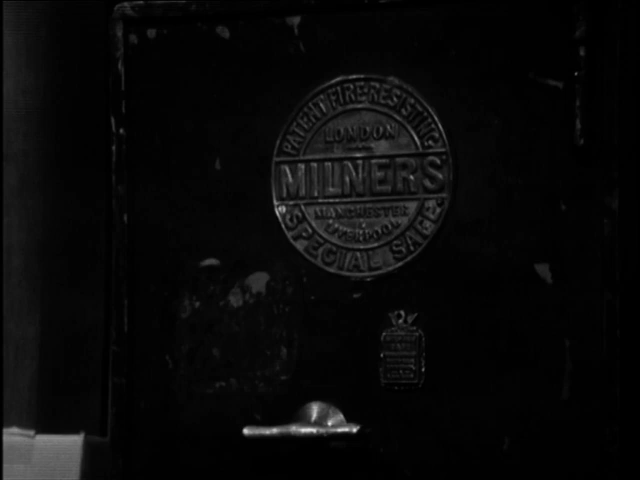 PATENT FIRE-RESISTING
LONDON
MILNERS
MANCHESTER
LIVERPOOL
SPECIAL SAFE